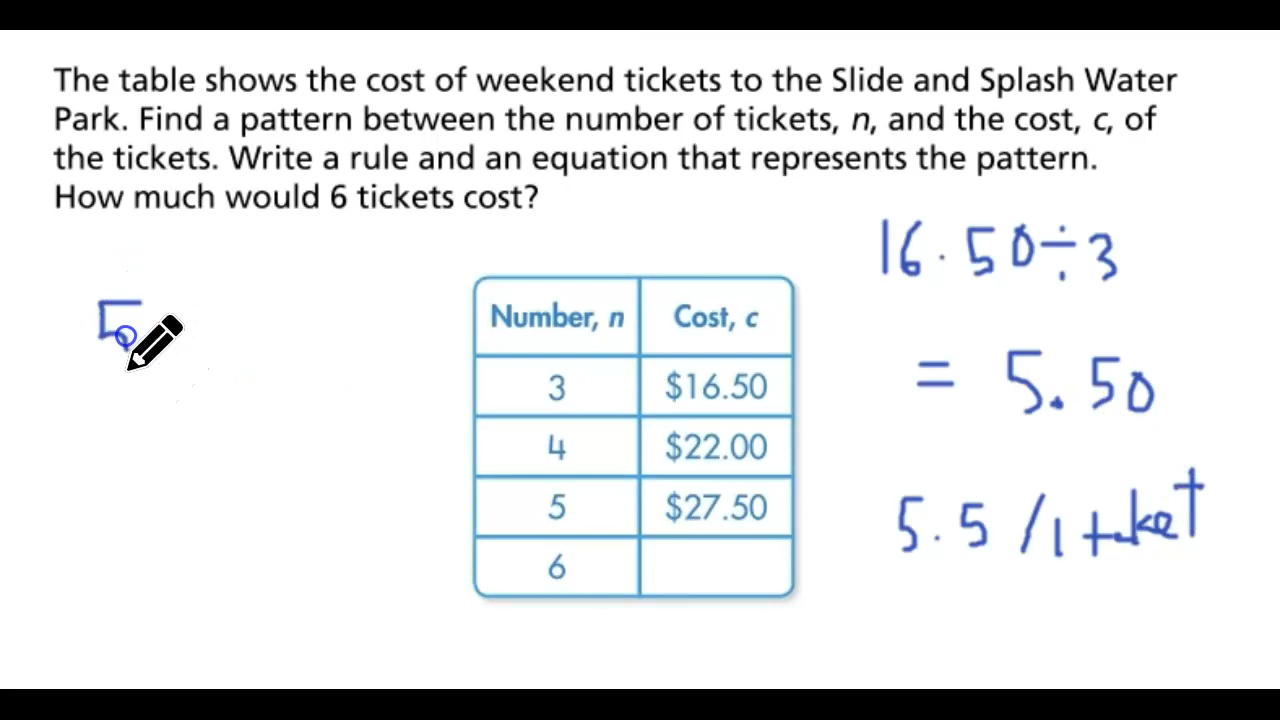 The table shows the cost of weekend tickets to the Slide and Splash Water
Park. Find a pattern between the number of tickets, n, and the cost, c, of
the tickets. Write a rule and an equation that represents the pattern.
How much would 6 tickets cost?
16.50÷3
= 5.50
5.5 /1 ticket
5
Number, n Cost, c
3 $16.50
4 $22.00
5 $27.50
6